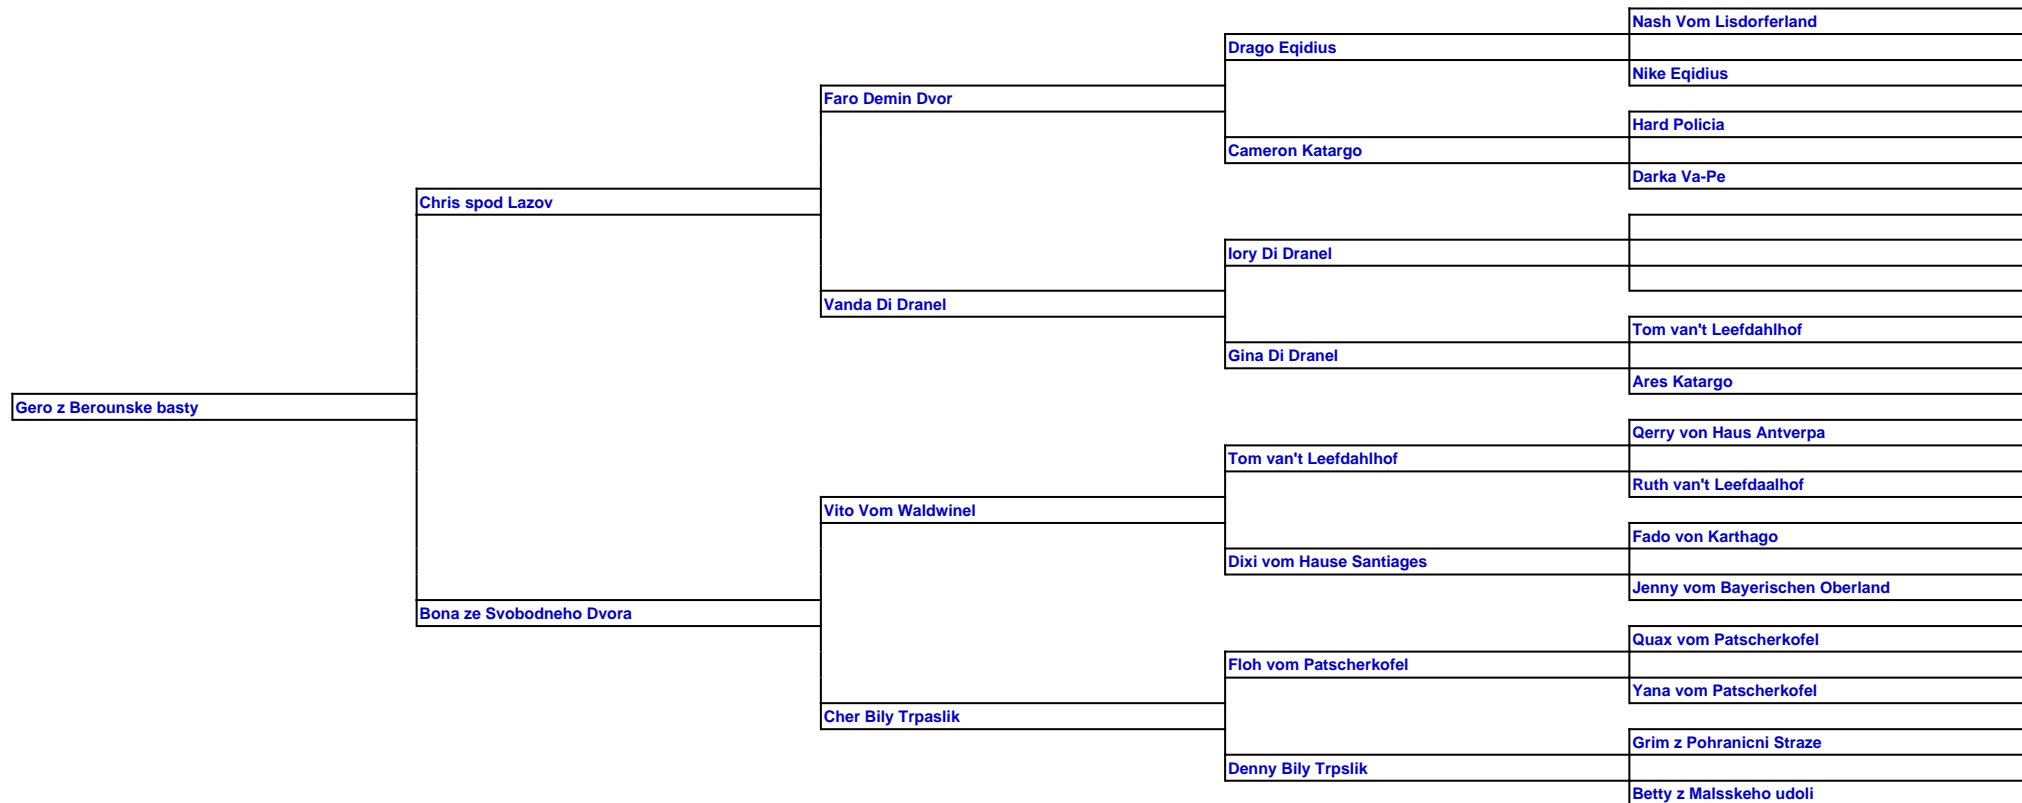 Nash Vom Lisdorferland
Drago Eqidius
Nike Eqidius
Faro Demin Dvor
Hard Policia
Cameron Katargo
Darka Va-Pe
Chris spod Lazov
Iory Di Dranel
Vanda Di Dranel
Tom van't Leefdahlhof
Gina Di Dranel
Ares Katargo
Gero z Berounske basty
Qerry von Haus Antverpa
Tom van't Leefdahlhof
Ruth van't Leefdaalhof
Vito Vom Waldwinel
Fado von Karthago
Dixi vom Hause Santiages
Jenny vom Bayerischen Oberland
Bona ze Svobodneho Dvora
Quax vom Patscherkofel
Floh vom Patscherkofel
Yana vom Patscherkofel
Cher Bily Trpaslik
Grim z Pohranicni Straze
Denny Bily Trpslik
Betty z Malsskeho udoli